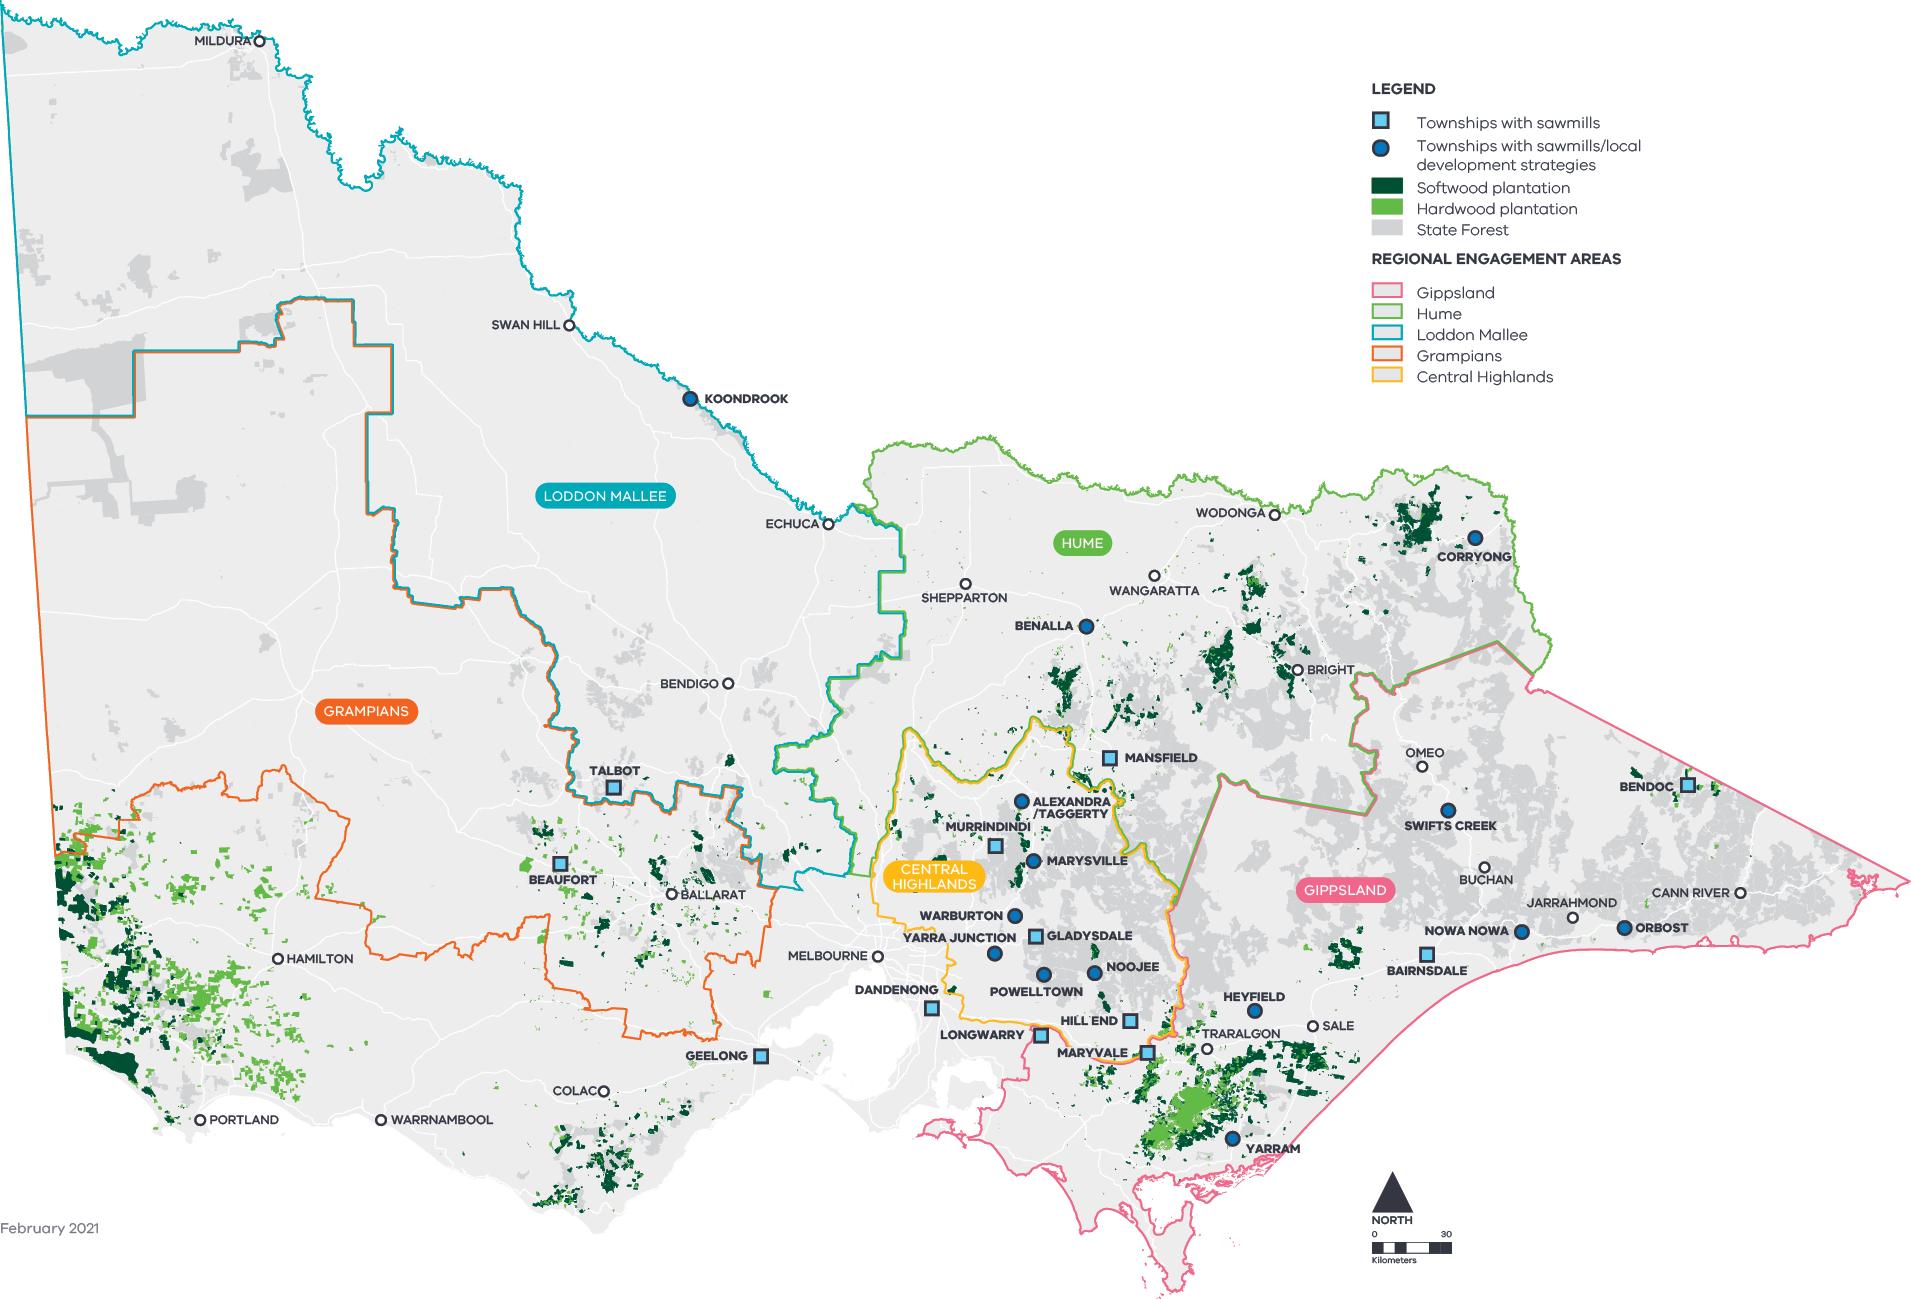 MILDURA
LEGEND
Townships with sawmills
Townships with sawmills/local
development strategies
Softwood plantation
Hardwood plantation
State Forest
REGIONAL ENGAGEMENT AREAS
Gippsland
Hume
Loddon Mallee
Grampians
Central Highlands
SWAN HILL
KOONDROOK
LODDON MALLEE
ECHUCA
WODONGA
HUME
CORRYONG
SHEPPARTON
WANGARATTA
BENALLA
BRIGHT
BENDIGO
GRAMPIANS
OMEO
MANSFIELD
TALBOT
BENDOC
ALEXANDRA
/TAGGERTY
MURRINDINDI
SWIFTS CREEK
MARYSVILLE
CENTRAL
HIGHLANDS
BEAUFORT
BALLARAT
GIPPSLAND
BUCHAN
CANN RIVER
JARRAHMOND
WARBURTON
NOWA NOWA
ORBOST
YARRA JUNCTION
GLADYSDALE
MELBOURNE
HAMILTON
NOOJEE
BAIRNSDALE
DANDENONG
POWELLTOWN
HEYFIELD
HILL END
SALE
LONGWARRY
TRARALGON
MARYVALE
GEELONG
COLAC
PORTLAND
WARRNAMBOOL
YARRAM
NORTH
0 30
Kilometers
February 2021